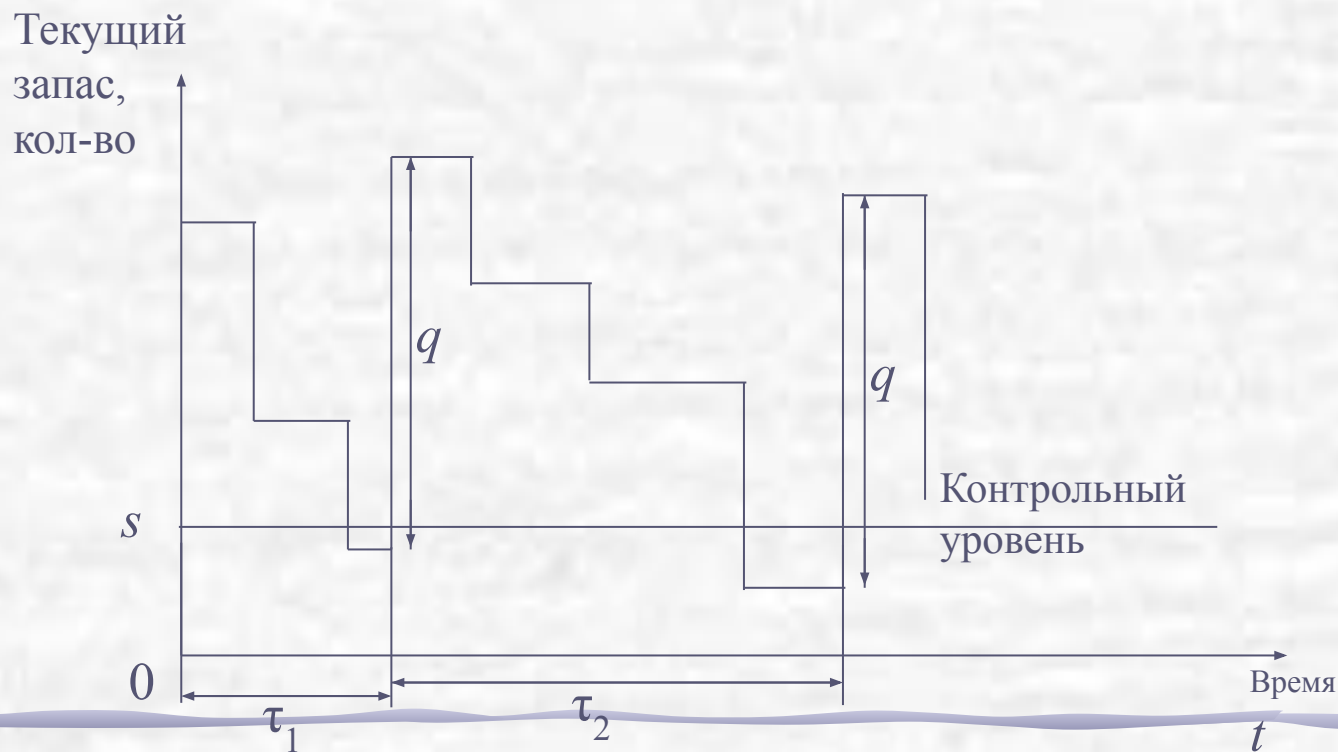 Текущий
запас,
кол-во
q
q
Контрольный
s
уровень
0
Время
τ1
τ2
t